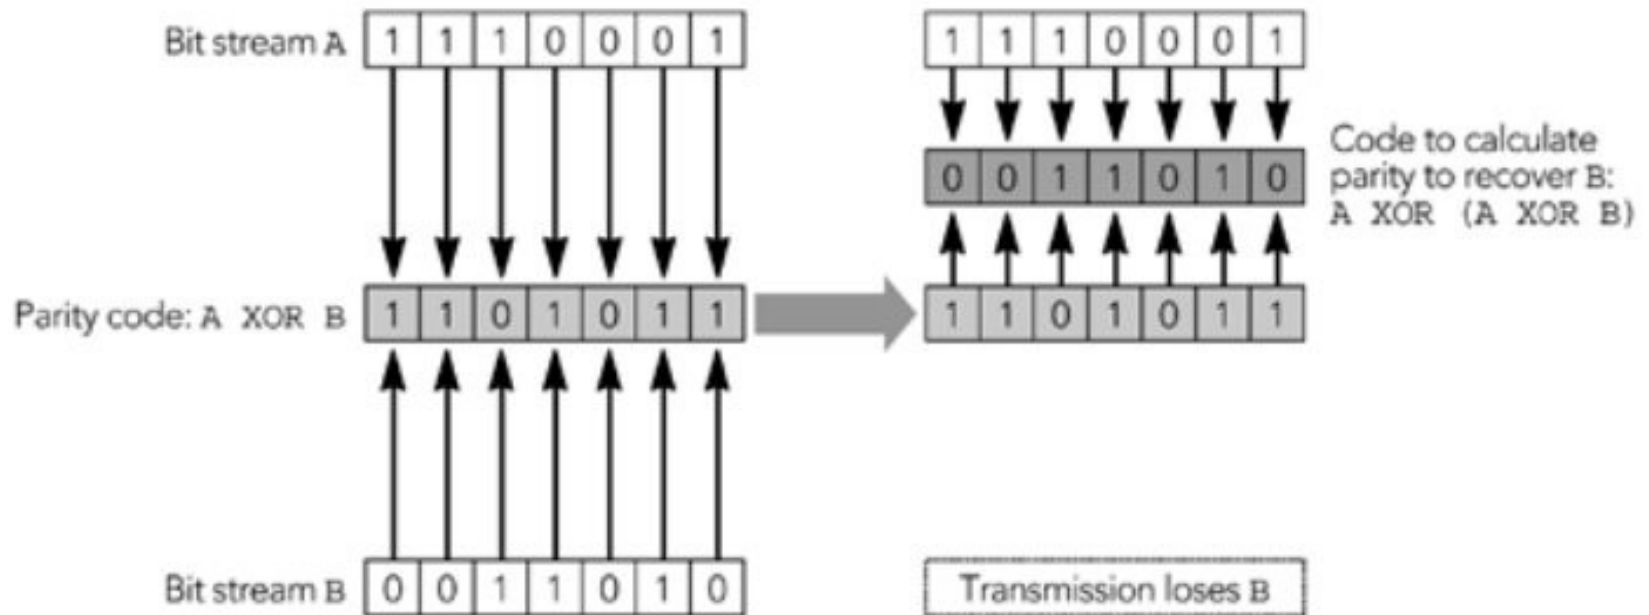 Bit stream A 1 1 1 0 0 0 1
1 1 1 0 0 0 1
Code to calculate
parity to recover B:
A XOR (A XOR B)
0 0 1 1 0 1 0
Parity code: A XOR B 1 1 0 1 0 1 1
1 1 0 1 0 1 1
Bit stream B 0 0 1 1 0 1 0
Transmission loses B